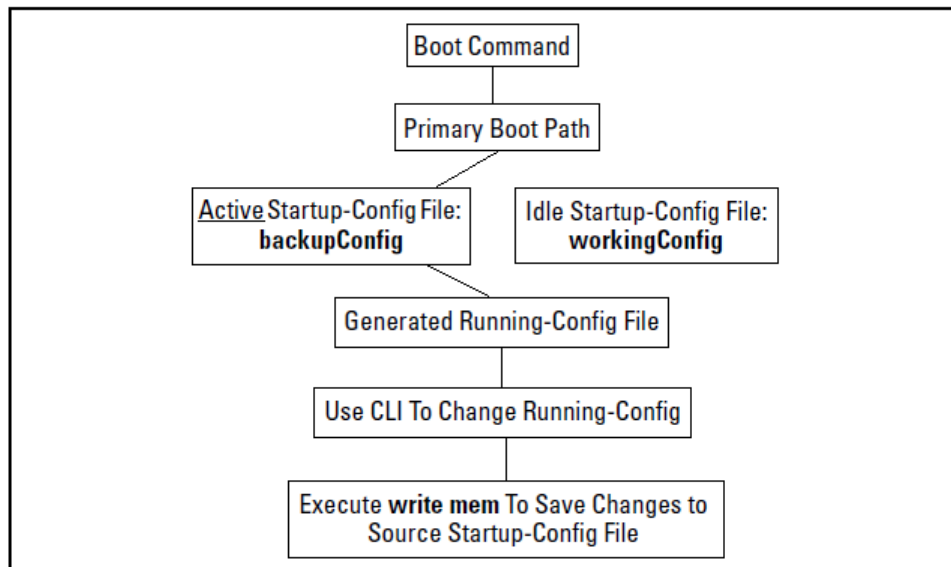 Boot Command
Primary Boot Path
Active Startup-Config File:
backupConfig
Idle Startup-Config File:
workingConfig
Generated Running-Config File
Use CLI To Change Running-Config
Execute write mem To Save Changes to
Source Startup-Config File